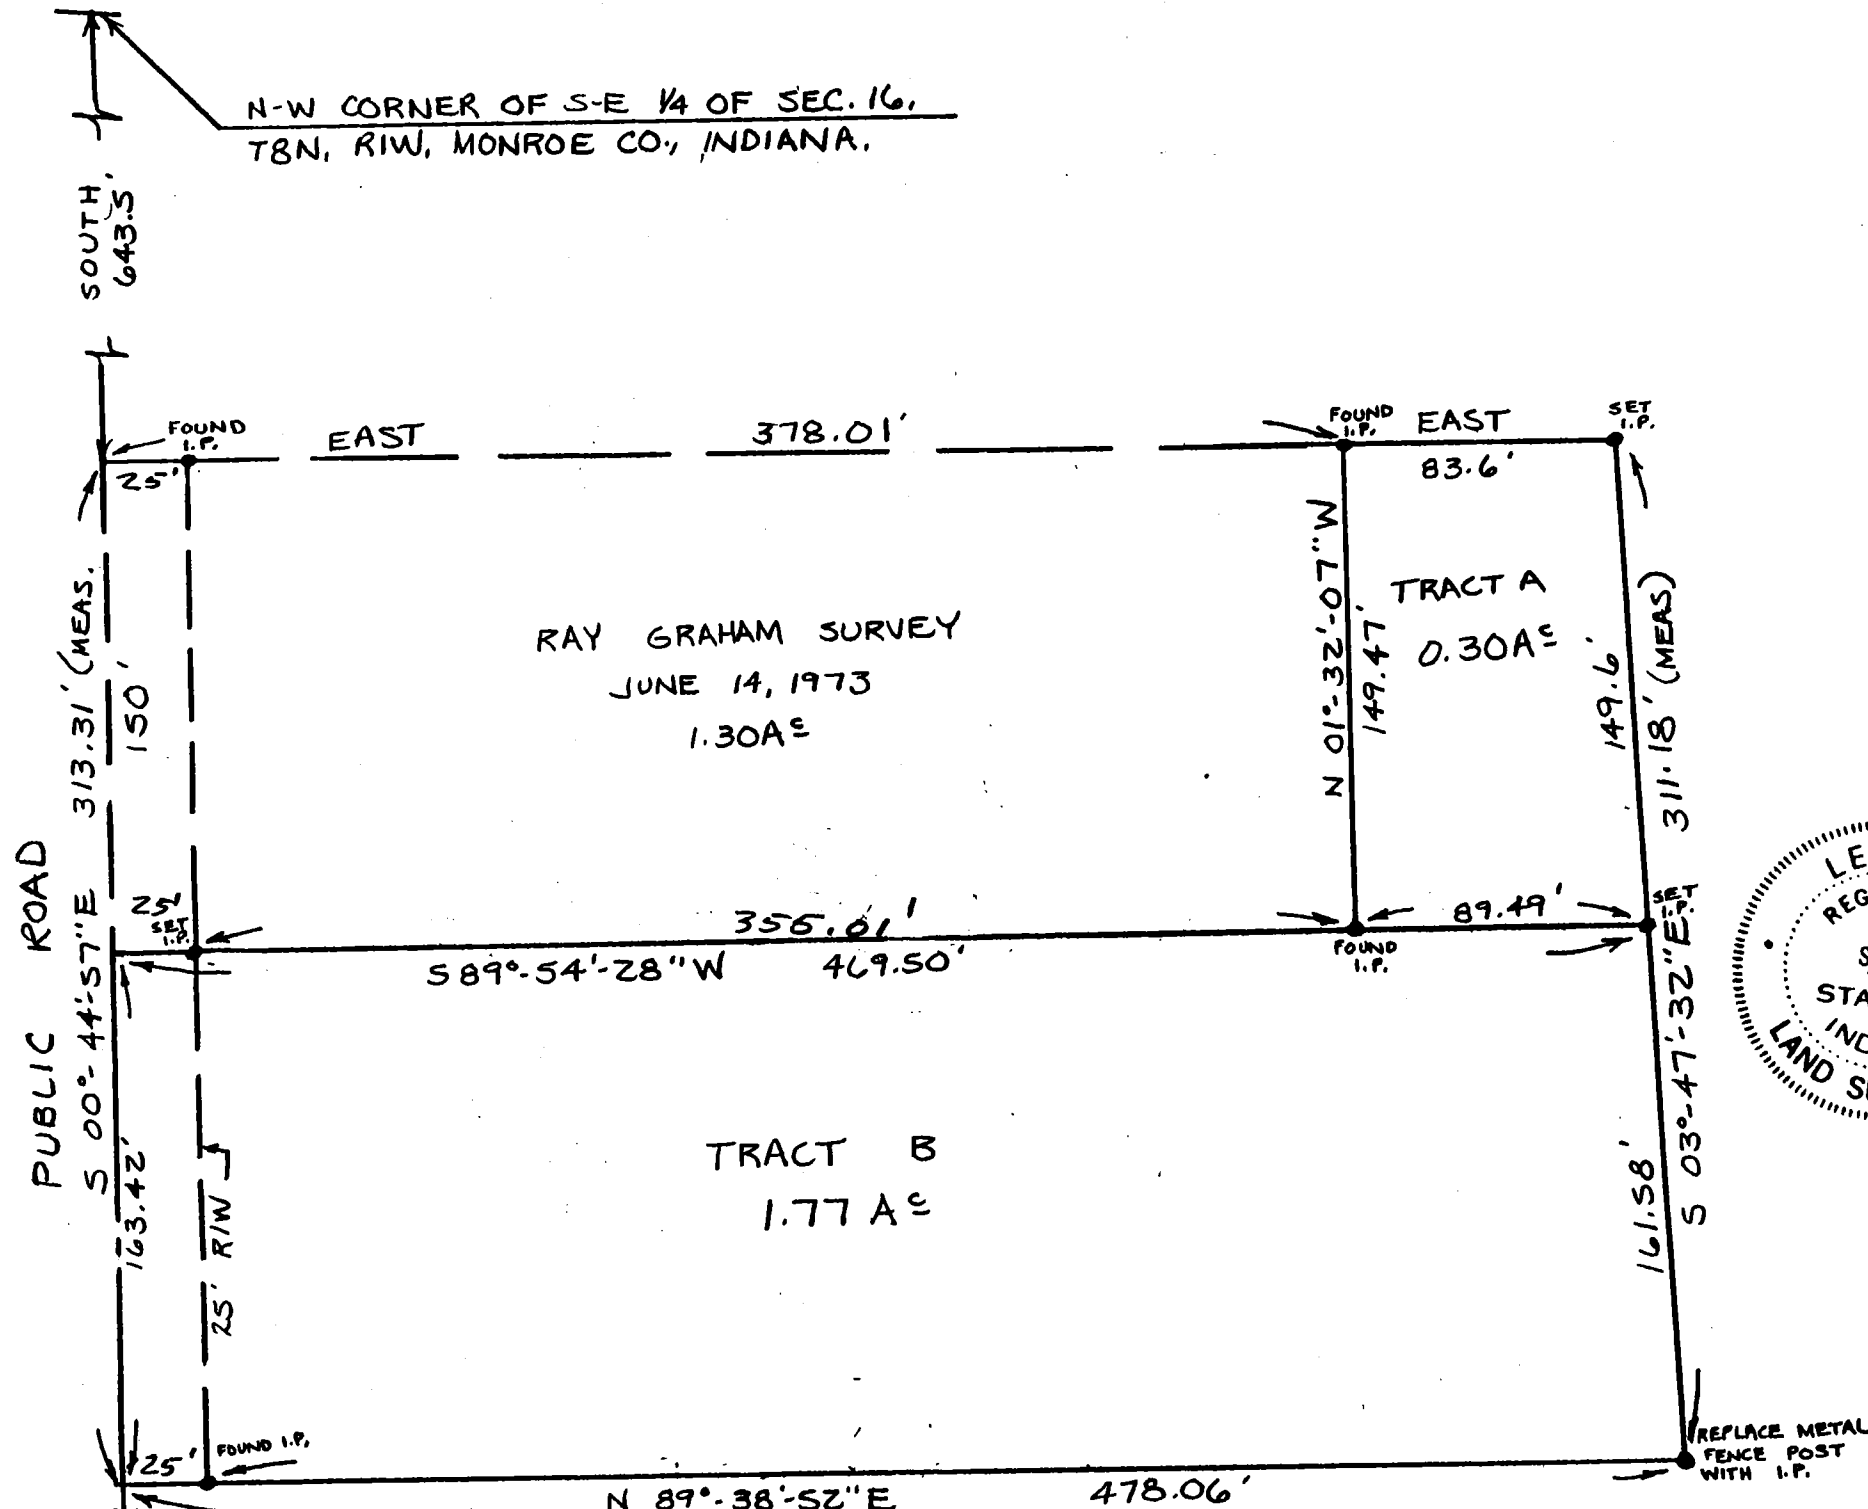 N-W CORNER OF S-E 1/4 OF SEC. 16,
T8N, R1W, MONROE CO., INDIANA.
SOUTH
643.5'
FOUND
I.P.
EAST
378.01'
FOUND
I.P.
EAST
SET
I.P.
25'
83.6'
RAY GRAHAM SURVEY
JUNE 14, 1973
1.30Ac
N 01°-32'-07"W
149.47'
TRACT A
0.30Ac
149.6'
S 03°-47'-32"E 311.18' (MEAS)
PUBLIC ROAD
S 00°-44'-57"E 313.31' (MEAS.
150'
25'
SET
I.P.
89.49'
SET
I.P.
S 89°-54'-28"W 469.50'
FOUND
I.P.
TRACT B
1.77 Ac
163.42'
25' R/W
161.58'
25'
FOUND I.P.
N 89°-38'-52"E 478.06'
REPLACE METAL
FENCE POST
WITH I.P.
LAND